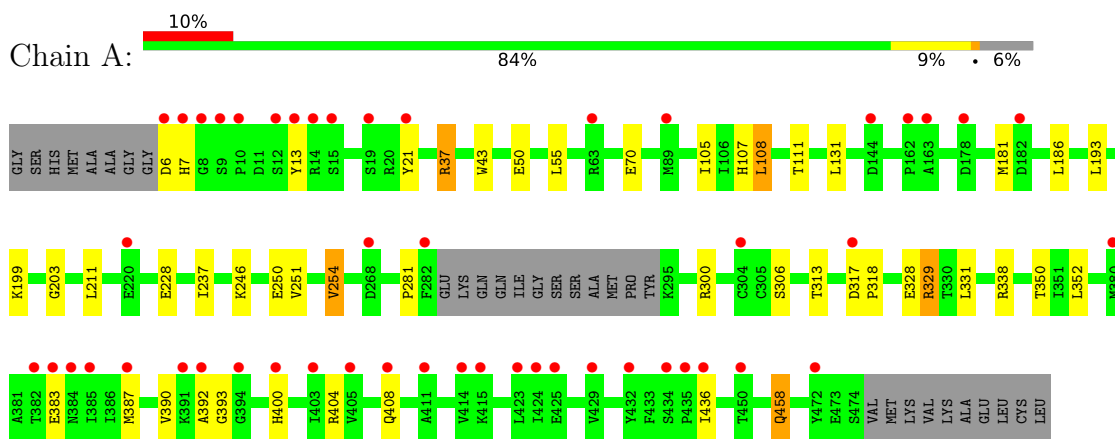 10%
Chain A:
84% 9% • 6%
GLY SER HIS MET ALA ALA GLY GLY D6 H7 G8 S9 P10 D11 S12 Y13 R14 S15 S19 R20 Y21 R37 W43 E50 L55 R63 E70 M89 I105 I106 H107 L108 T111 L131 D144 P162 A163 D178 M181 D182 L186 L193
K199 G203 L211 E220 E228 I237 K246 E250 V251 V254 D268 P281 F282 GLU LYS GLN GLN ILE GLY SER SER ALA MET PRO TYR K295 R300 C304 C305 S306 T313 D317 P318 E328 R329 T330 L331 R338 T350 I351 L352 M380
A381 T382 E383 N384 I385 I386 M387 V390 K391 A392 G393 G394 H400 I403 R404 V405 Q408 A411 V414 K415 L423 I424 E425 V429 Y432 F433 S434 P435 I436 T450 Q458 Y472 E473 S474 VAL MET LYS VAL LYS ALA GLU LEU CYS LEU